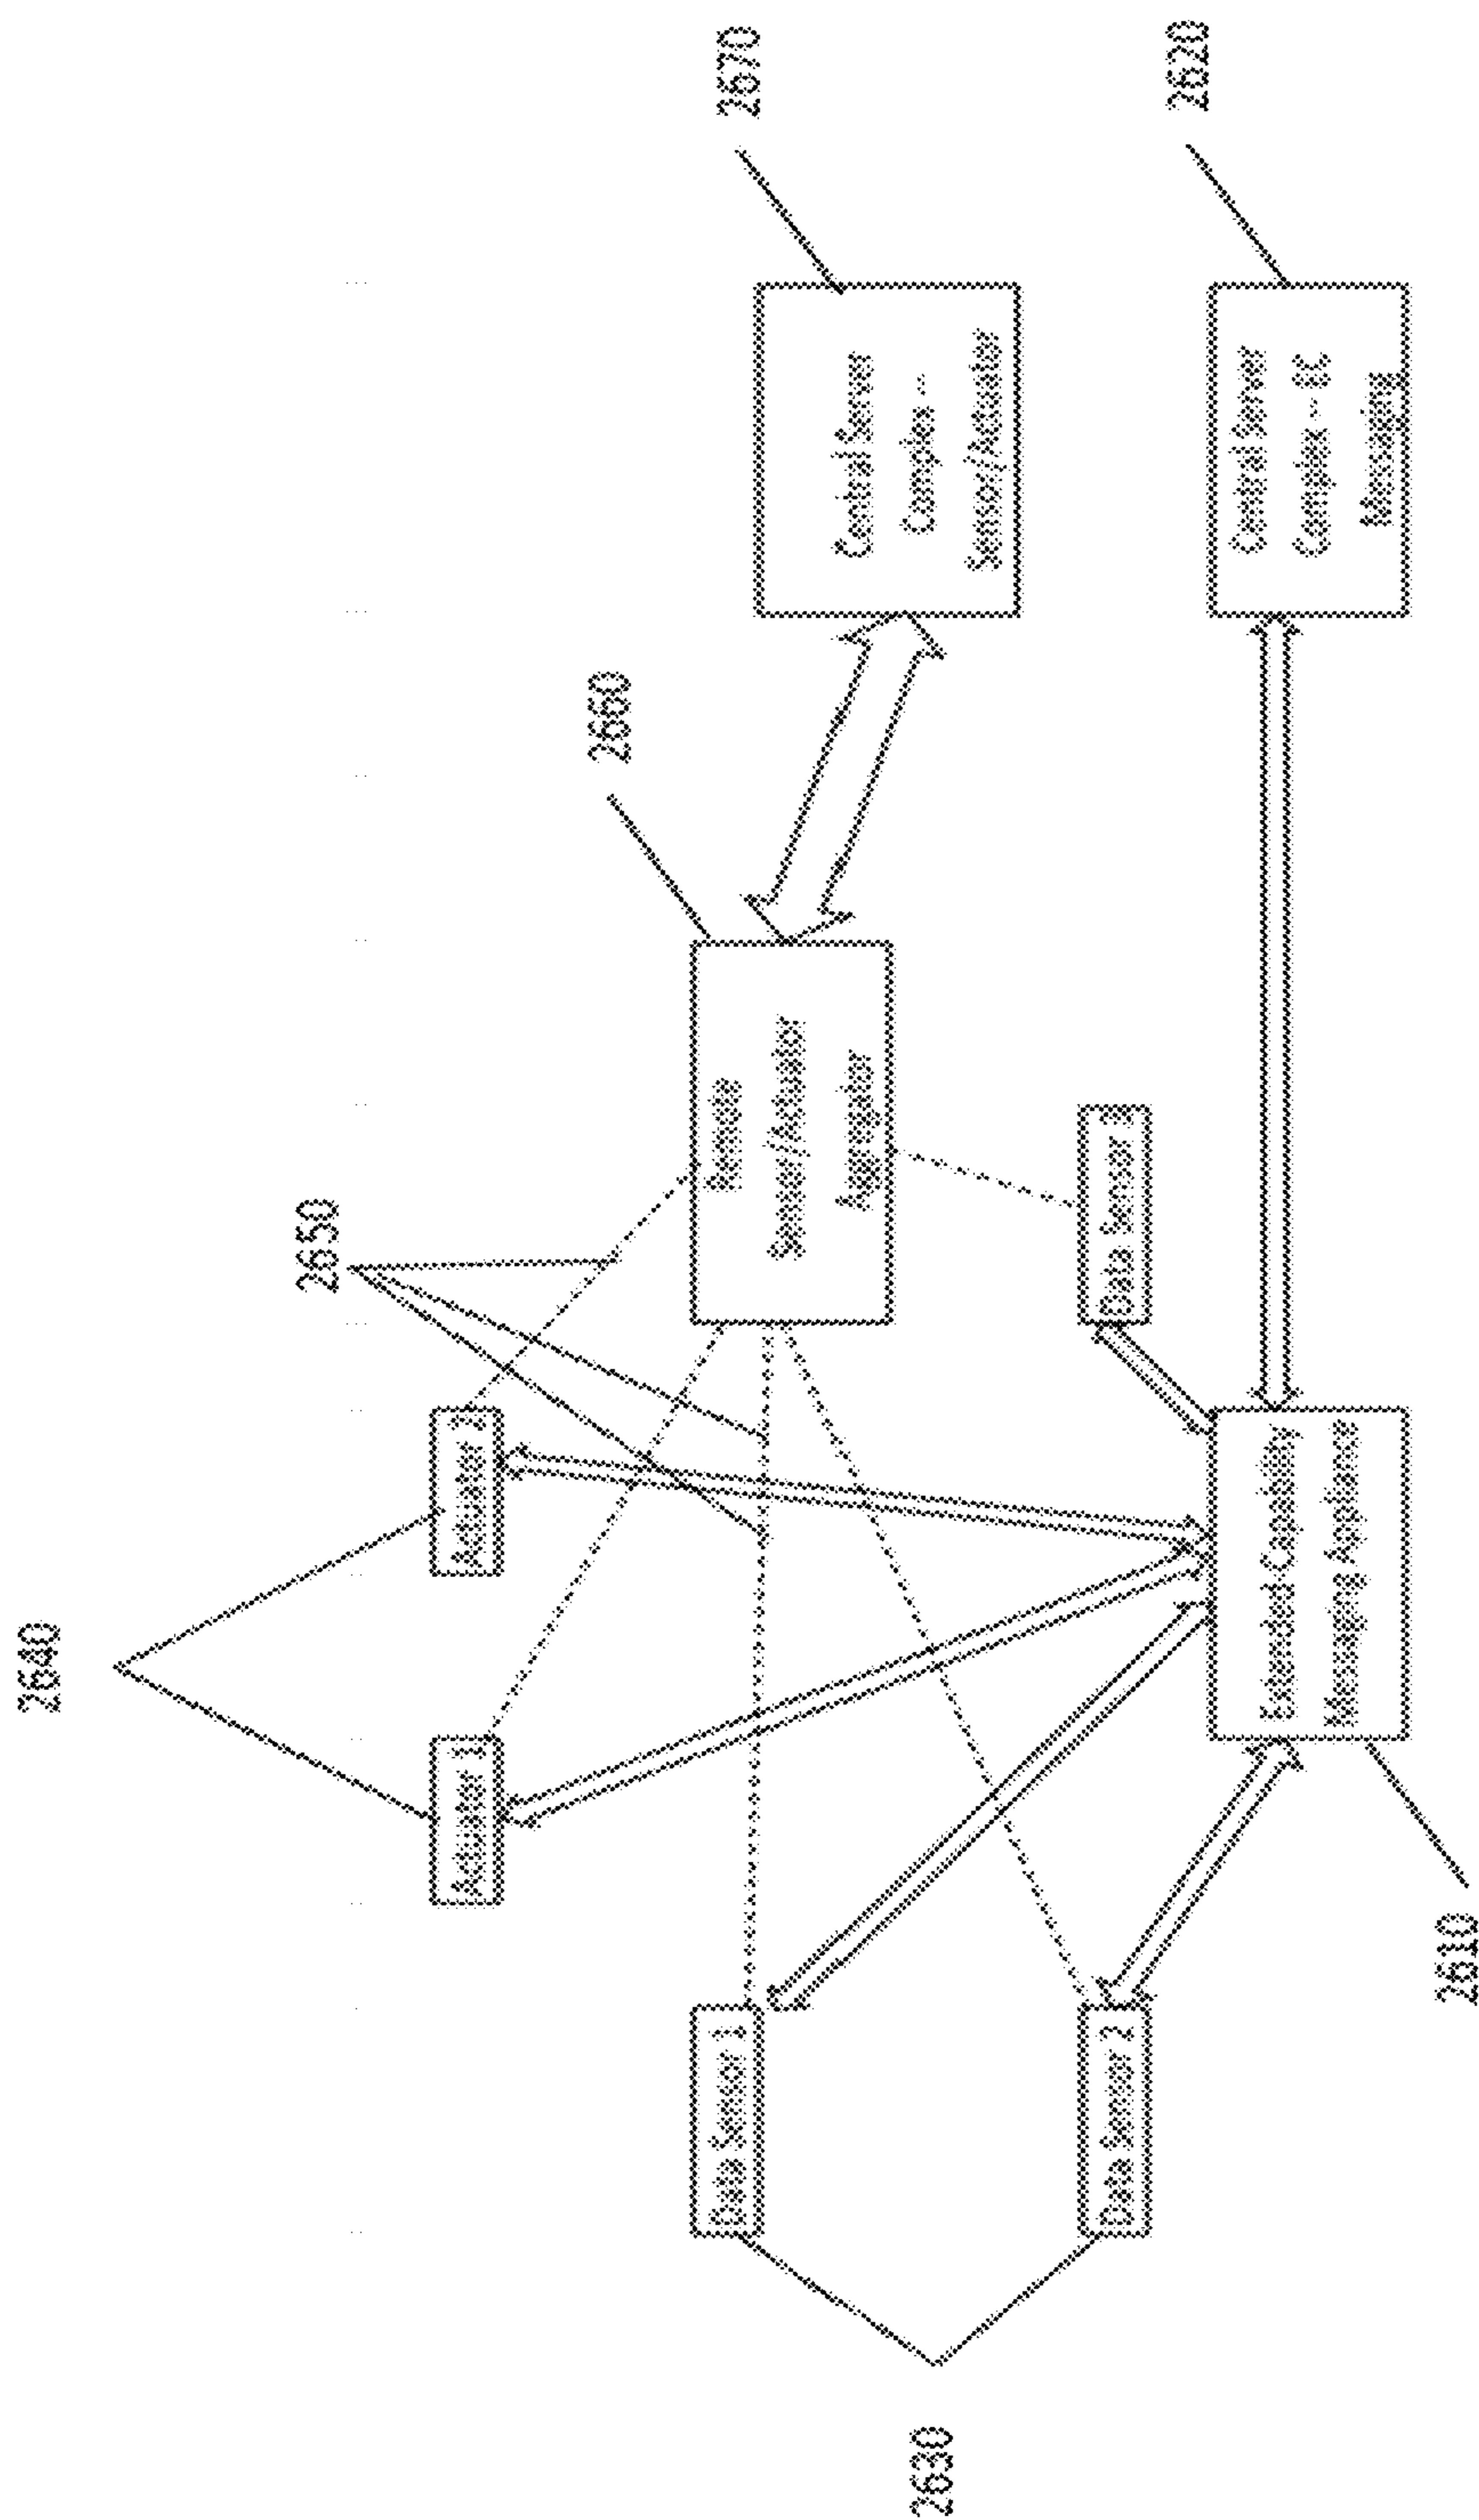 2640
2650
Actuator 1
Actuator 2
2660
2670
Data Sensor 1
Remote
Sensor/Actuator
Aggregator
Central Server
Complex –
Sensor/Actuator
2630
Data Sensor 2
Data Sensor 3
2620
Extended Capability
Messaging Appliance
Central Server
Complex – EC
Messaging
2610